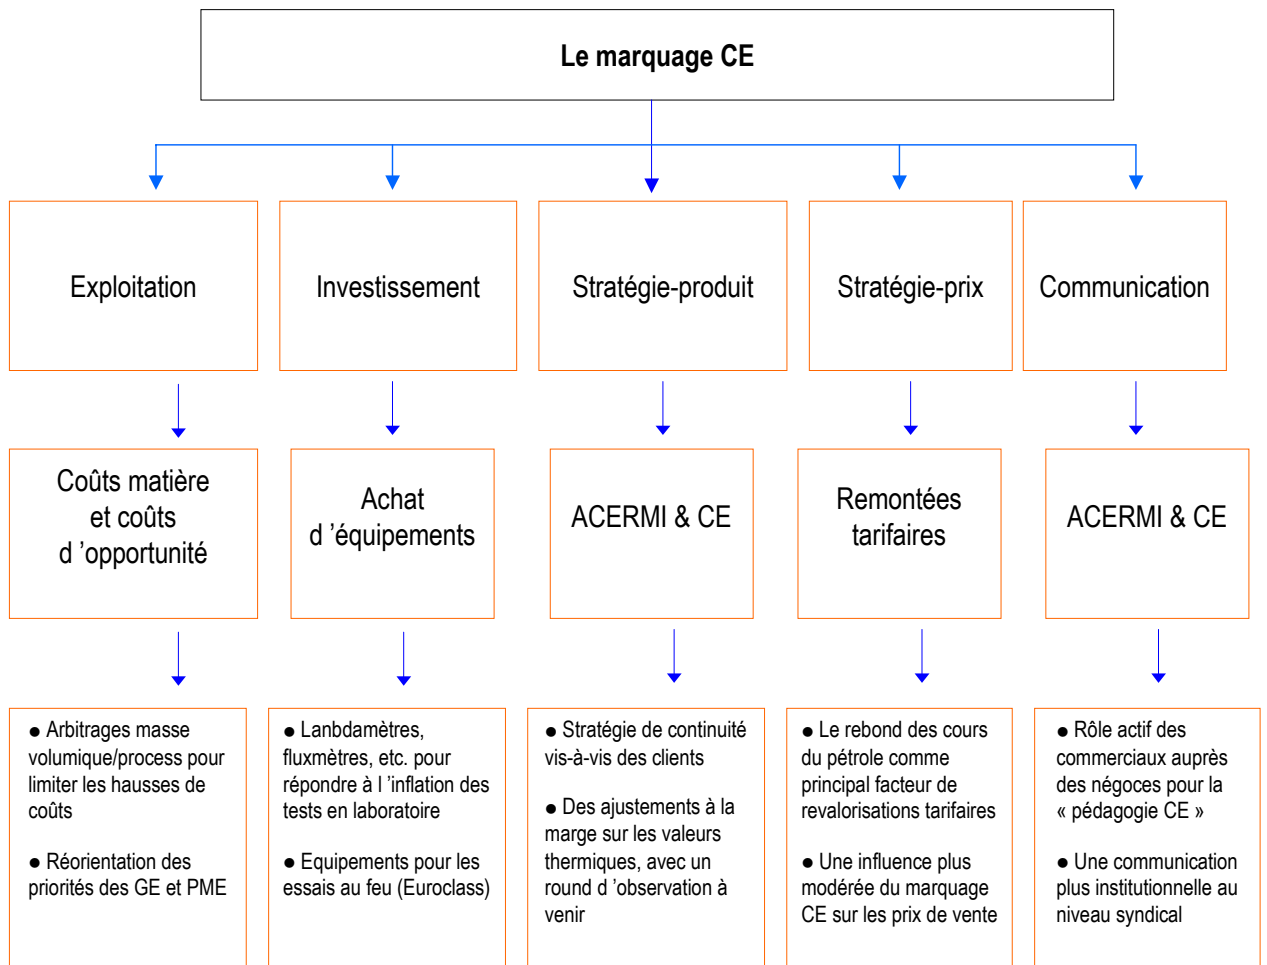 Le marquage CE
Exploitation
Investissement
Stratégie-produit
Stratégie-prix
Communication
Coûts matière
et coûts
d ’opportunité
Achat
d ’équipements
ACERMI & CE
Remontées
tarifaires
ACERMI & CE
● Arbitrages masse
volumique/process pour
limiter les hausses de
coûts
● Réorientation des
priorités des GE et PME
● Lanbdamètres,
fluxmètres, etc. pour
répondre à l ’inflation des
tests en laboratoire
● Equipements pour les
essais au feu (Euroclass)
● Stratégie de continuité
vis-à-vis des clients
● Des ajustements à la
marge sur les valeurs
thermiques, avec un
round d ’observation à
venir
● Le rebond des cours
du pétrole comme
principal facteur de
revalorisations tarifaires
● Une influence plus
modérée du marquage
CE sur les prix de vente
● Rôle actif des
commerciaux auprès
des négoces pour la
« pédagogie CE »
● Une communication
plus institutionnelle au
niveau syndical